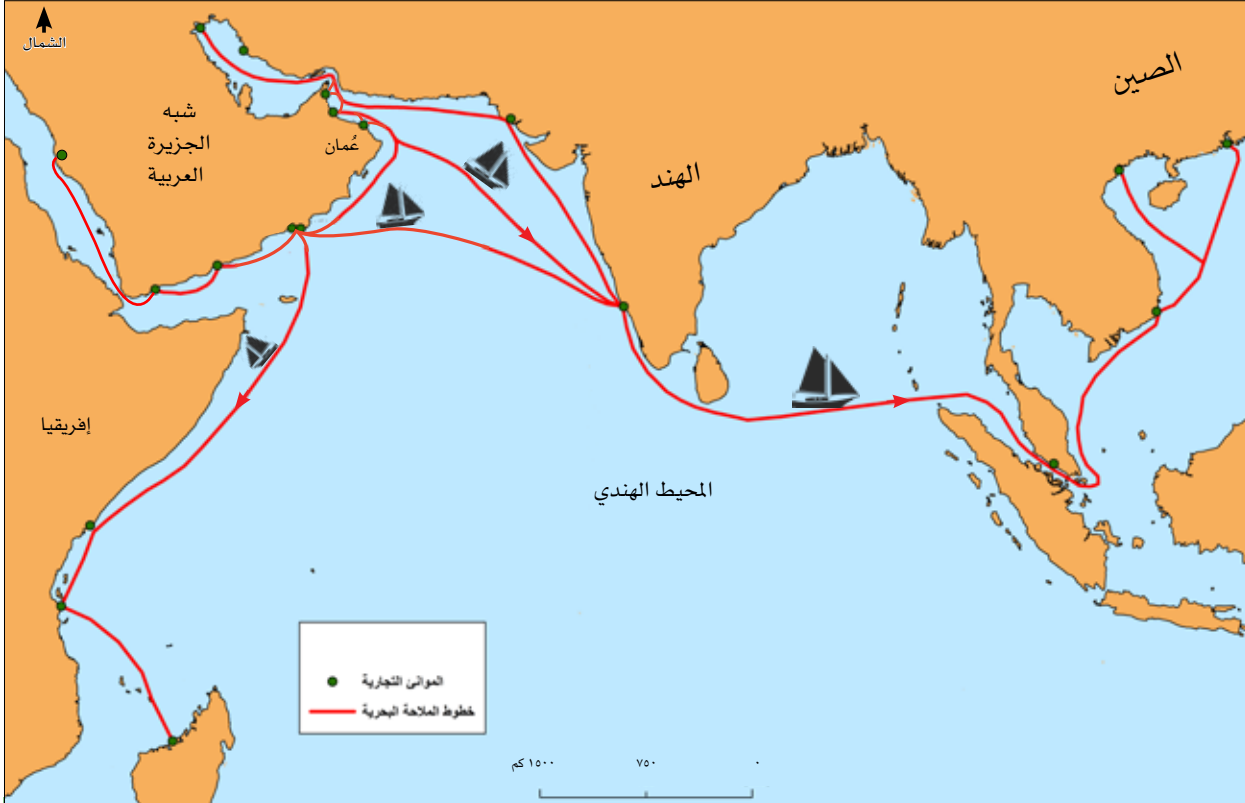 الشمال
الصين
شبه
الجزيرة
العربية
عُمان
الهند
إفريقيا
المحيط الهندي
الموانئ التجارية
خطوط الملاحة البحرية
٠
٧٥٠
١٥٠٠ كم